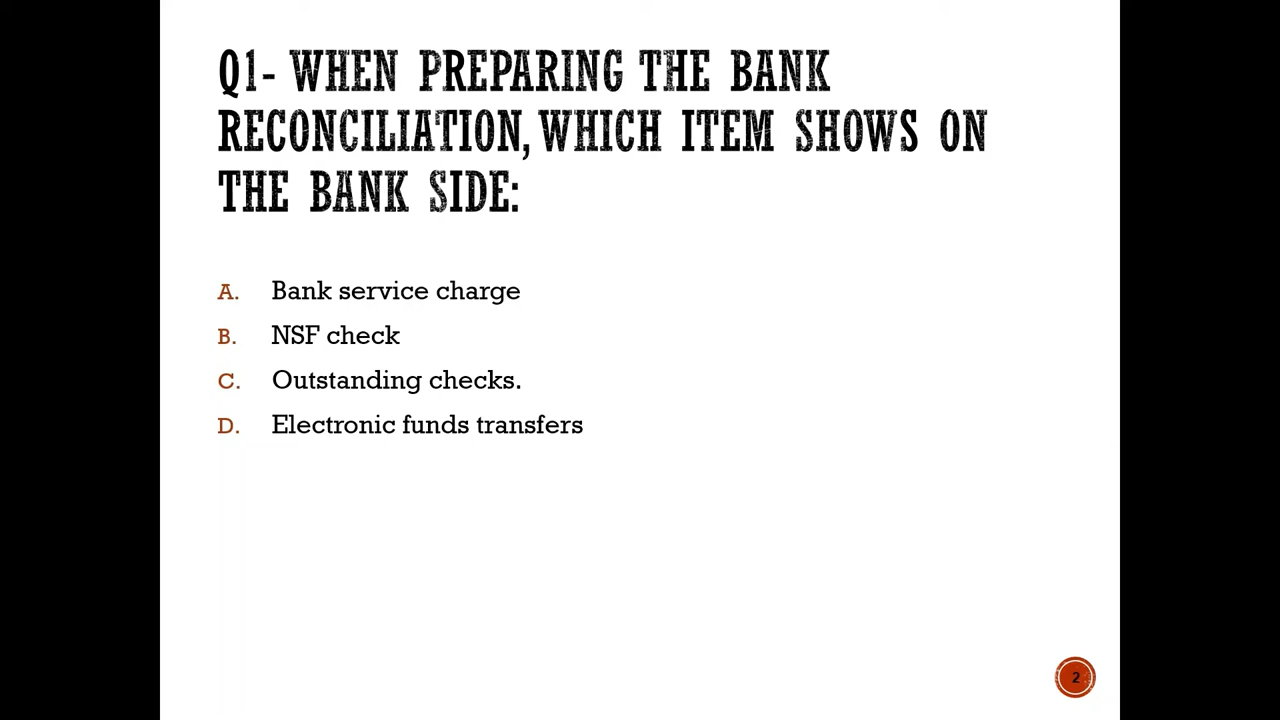 Q1- WHEN PREPARING THE BANK
RECONCILIATION, WHICH ITEM SHOWS ON
THE BANK SIDE:
A. Bank service charge
B. NSF check
C. Outstanding checks.
D. Electronic funds transfers
2